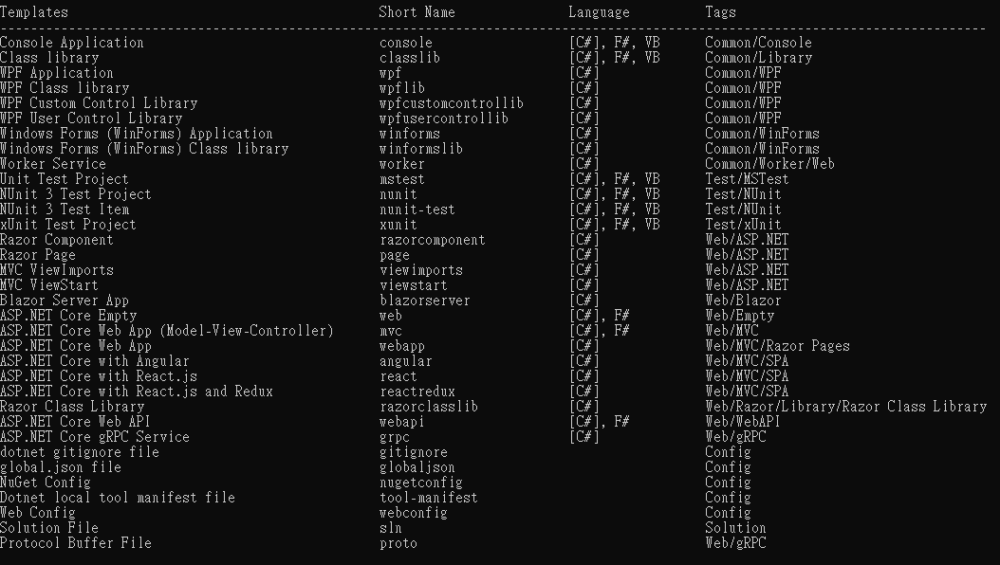 Templates Short Name Language Tags
--------------------------------------------------------------------------------------------------------------------------------
Console Application console [C#], F#, VB Common/Console
Class library classlib [C#], F#, VB Common/Library
WPF Application wpf [C#] Common/WPF
WPF Class library wpflib [C#] Common/WPF
WPF Custom Control Library wpfcustomcontrollib [C#] Common/WPF
WPF User Control Library wpfusercontrollib [C#] Common/WPF
Windows Forms (WinForms) Application winforms [C#] Common/WinForms
Windows Forms (WinForms) Class library winformslib [C#] Common/WinForms
Worker Service worker [C#] Common/Worker/Web
Unit Test Project mstest [C#], F#, VB Test/MSTest
NUnit 3 Test Project nunit [C#], F#, VB Test/NUnit
NUnit 3 Test Item nunit-test [C#], F#, VB Test/NUnit
xUnit Test Project xunit [C#], F#, VB Test/xUnit
Razor Component razorcomponent [C#] Web/ASP.NET
Razor Page page [C#] Web/ASP.NET
MVC ViewImports viewimports [C#] Web/ASP.NET
MVC ViewStart viewstart [C#] Web/ASP.NET
Blazor Server App blazorserver [C#] Web/Blazor
ASP.NET Core Empty web [C#], F# Web/Empty
ASP.NET Core Web App (Model-View-Controller) mvc [C#], F# Web/MVC
ASP.NET Core Web App webapp [C#] Web/MVC/Razor Pages
ASP.NET Core with Angular angular [C#] Web/MVC/SPA
ASP.NET Core with React.js react [C#] Web/MVC/SPA
ASP.NET Core with React.js and Redux reactredux [C#] Web/MVC/SPA
Razor Class Library razorclasslib [C#] Web/Razor/Library/Razor Class Library
ASP.NET Core Web API webapi [C#], F# Web/WebAPI
ASP.NET Core gRPC Service grpc [C#] Web/gRPC
dotnet gitignore file gitignore Config
global.json file globaljson Config
NuGet Config nugetconfig Config
Dotnet local tool manifest file tool-manifest Config
Web Config webconfig Config
Solution File sln Solution
Protocol Buffer File proto Web/gRPC